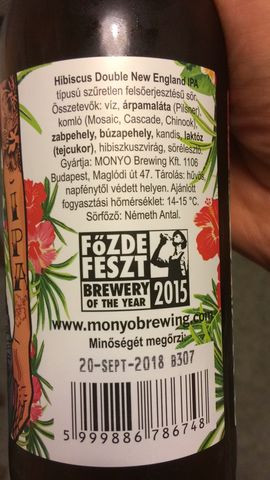 Hibiscus Double New England IPA
típusú szűretlen felsőerjesztésű sör.
Összetevők: víz, árpamaláta (Pilsner),
komló (Mosaic, Cascade, Chinook),
zabpehely, búzapehely, kandis, laktóz
(tejcukor), hibiszkuszvirág, sörélesztő.
Gyártja: MONYO Brewing Kft. 1106
Budapest, Maglódi út 47. Tárolás: hűvös,
napfénytől védett helyen. Ajánlott
fogyasztási hőmérséklet: 14-15 °C.
Sörfőző: Németh Antal.
FŐZDE
FESZT
BREWERY
OF THE YEAR 2015
www.monyobrewing.com
Minőségét megőrzi:
20-SEPT-2018 B307
5 999886 786748
IPA